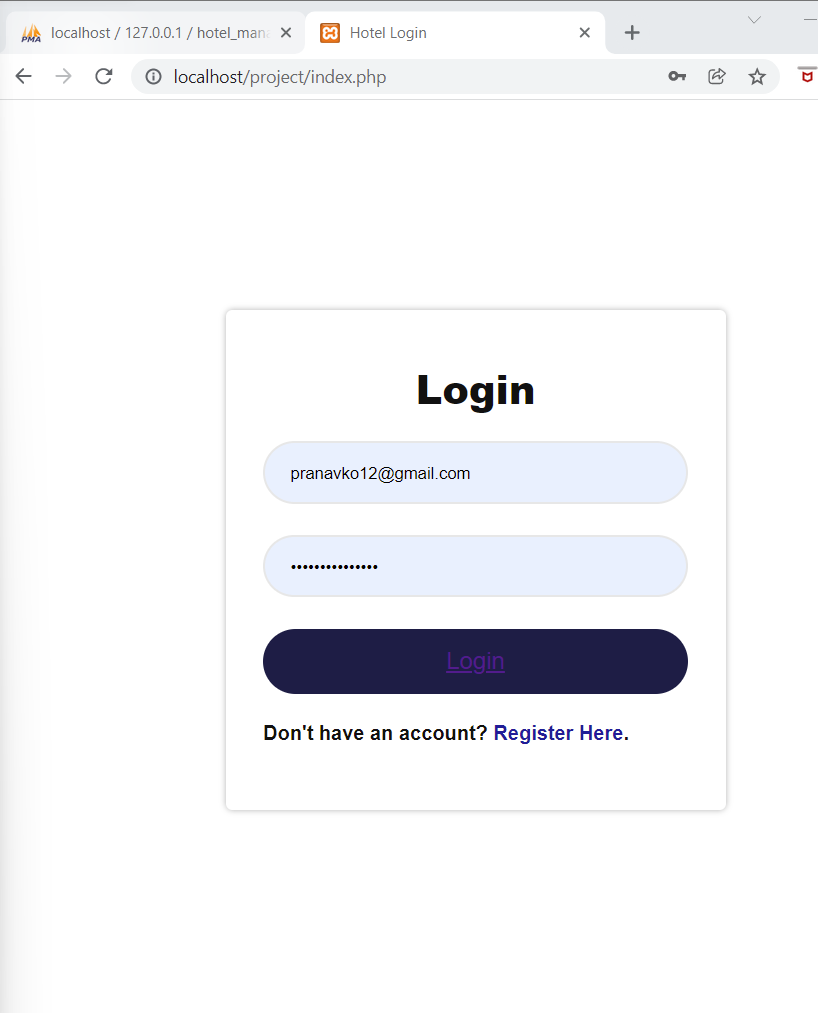 PMA localhost / 127.0.0.1 / hotel_mana
Hotel Login
localhost/project/index.php
Login
pranavko12@gmail.com
•••••••••••••••
Login
Don't have an account? Register Here.